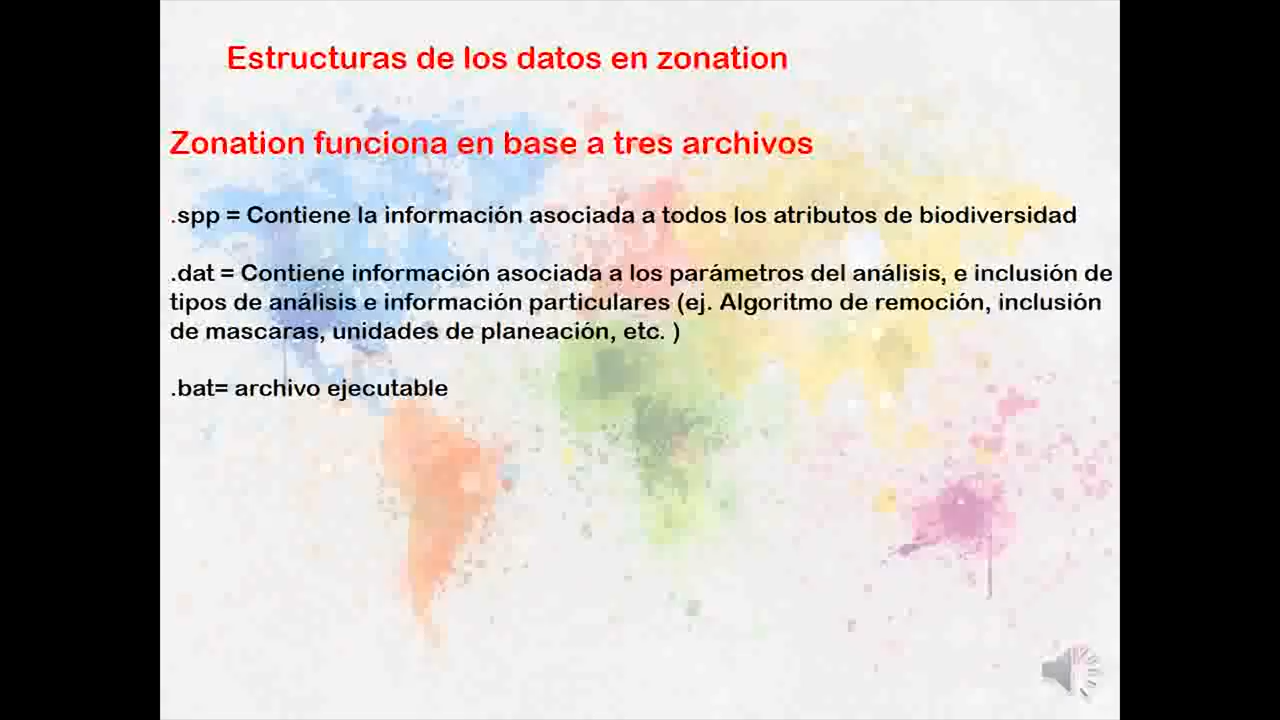 Estructuras de los datos en zonation
Zonation funciona en base a tres archivos
.spp = Contiene la información asociada a todos los atributos de biodiversidad
.dat = Contiene información asociada a los parámetros del análisis, e inclusión de
tipos de análisis e información particulares (ej. Algoritmo de remoción, inclusión
de mascaras, unidades de planeación, etc. )
.bat= archivo ejecutable